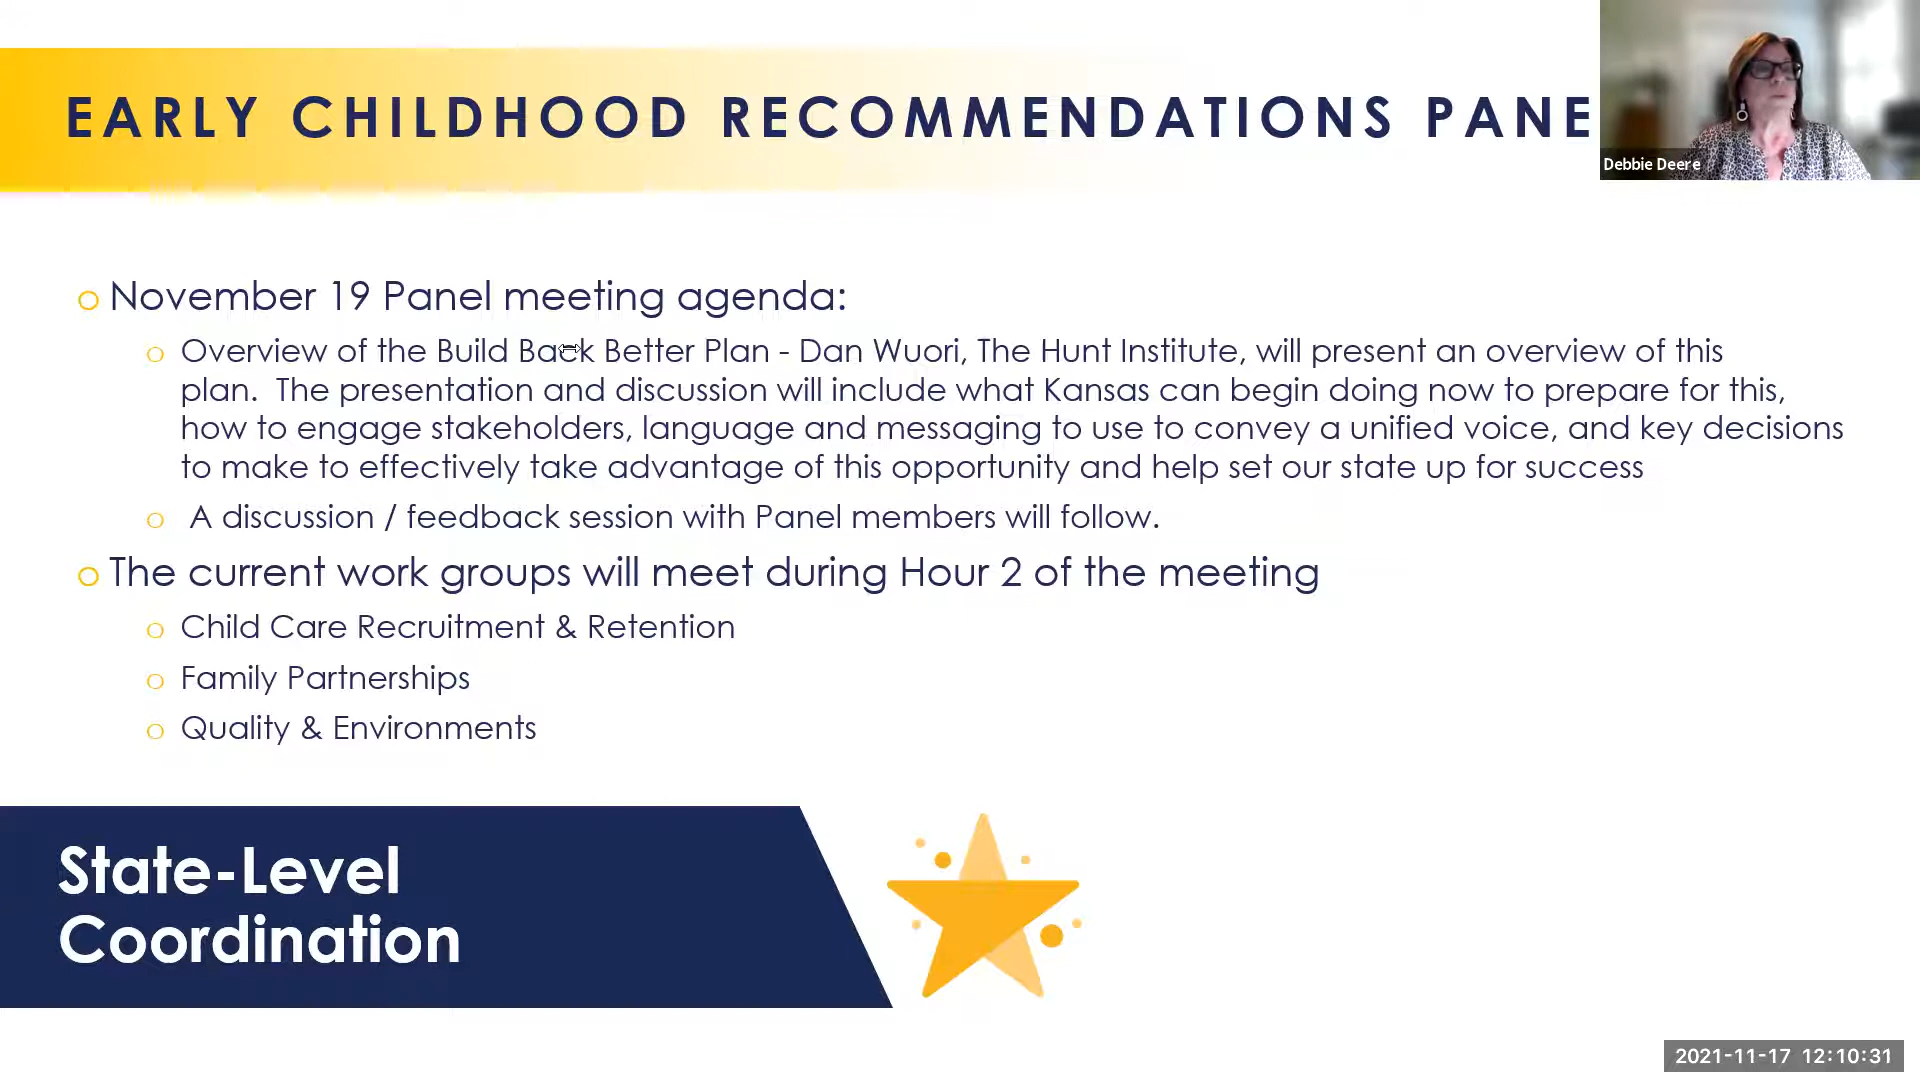 EARLY CHILDHOOD RECOMMENDATIONS PANE
Debbie Deere
November 19 Panel meeting agenda:
Overview of the Build Back Better Plan - Dan Wuori, The Hunt Institute, will present an overview of this
plan. The presentation and discussion will include what Kansas can begin doing now to prepare for this,
how to engage stakeholders, language and messaging to use to convey a unified voice, and key decisions
to make to effectively take advantage of this opportunity and help set our state up for success
A discussion / feedback session with Panel members will follow.
The current work groups will meet during Hour 2 of the meeting
Child Care Recruitment & Retention
Family Partnerships
Quality & Environments
State-Level
Coordination
2021-11-17 12:10:31